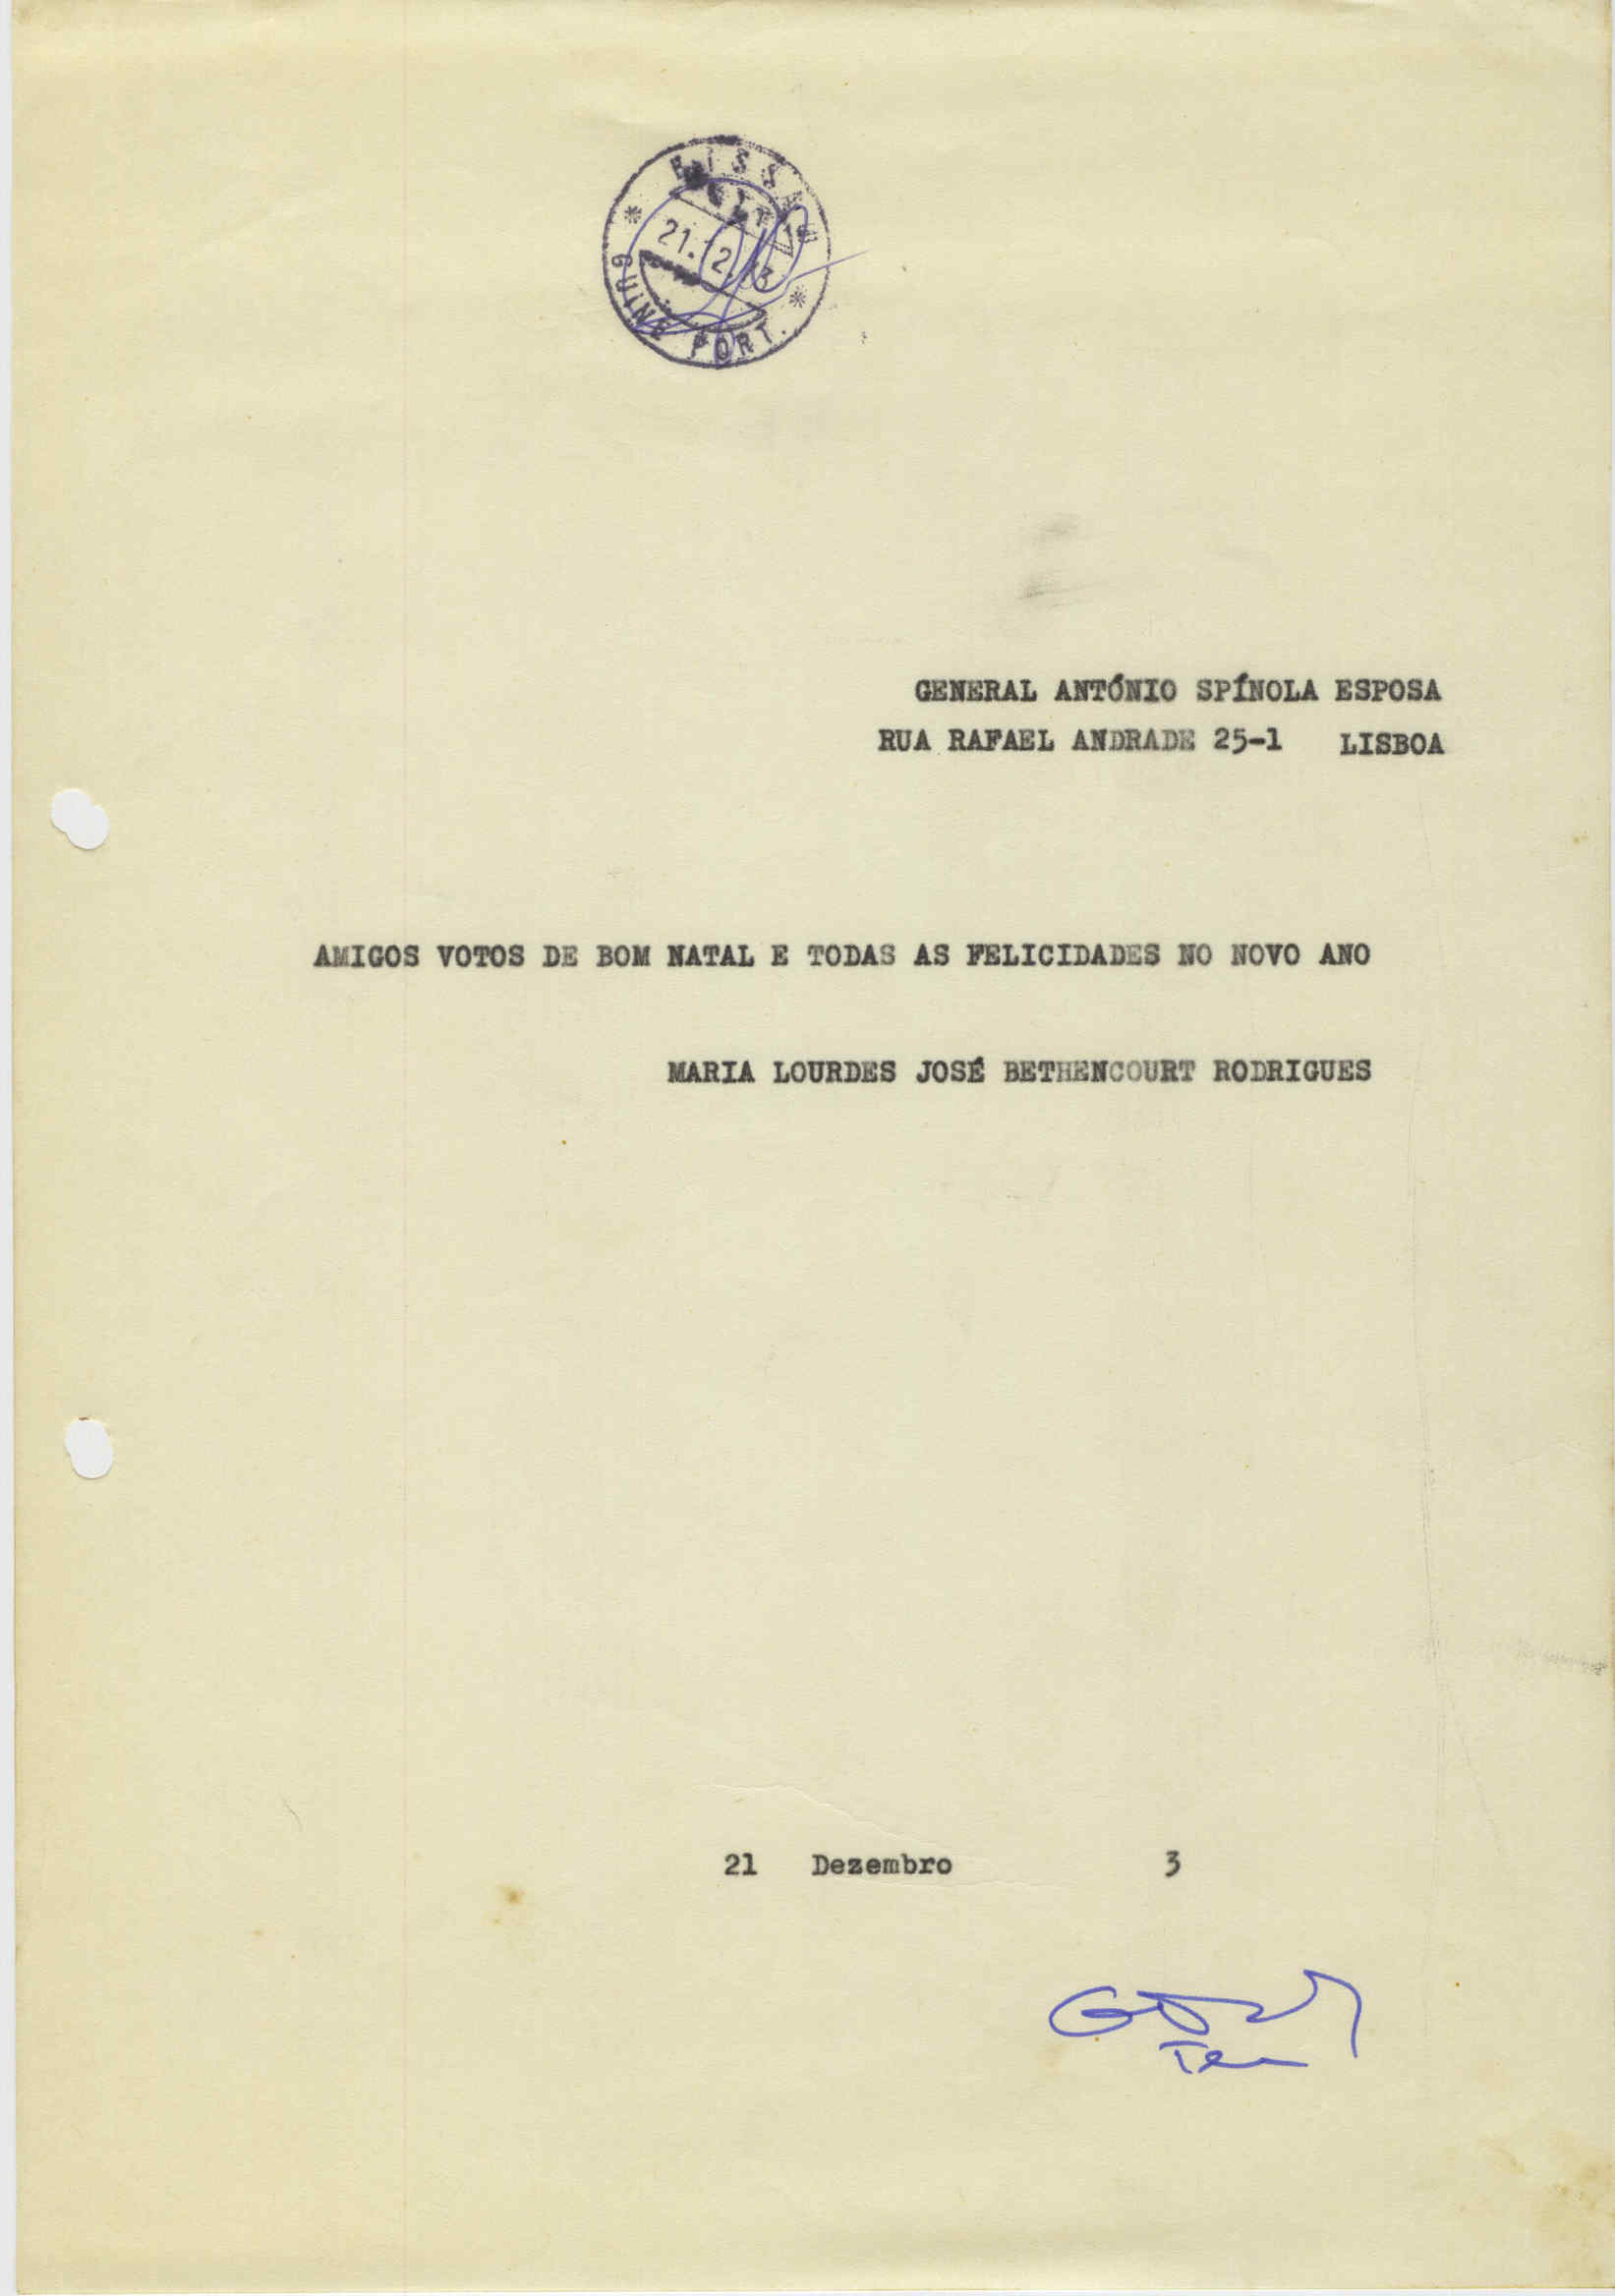 BISSAU
21.12.73
GUINÉ PORT.
GENERAL ANTÓNIO SPÍNOLA ESPOSA
RUA RAFAEL ANDRADE 25-1 LISBOA
AMIGOS VOTOS DE BOM NATAL E TODAS AS FELICIDADES NO NOVO ANO
MARIA LOURDES JOSÉ BETHENCOURT RODRIGUES
21 Dezembro 3